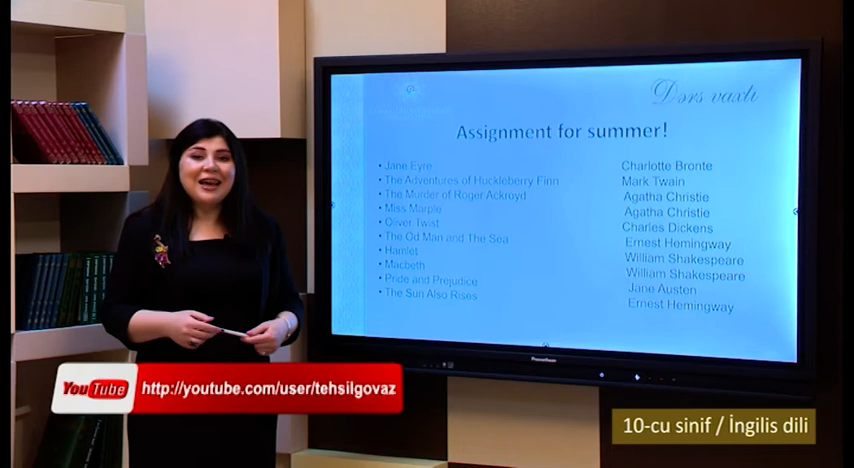 Dərs vaxtı
Assignment for summer!
• Jane Eyre Charlotte Bronte
• The Adventures of Huckleberry Finn Mark Twain
• The Murder of Roger Ackroyd Agatha Christie
• Miss Marple Agatha Christie
• Oliver Twist Charles Dickens
• The Od Man and The Sea Ernest Hemingway
• Hamlet William Shakespeare
• Macbeth William Shakespeare
• Pride and Prejudice Jane Austen
• The Sun Also Rises Ernest Hemingway
Promethean
YouTube http://youtube.com/user/tehsilgovaz
10-cu sinif / İngilis dili